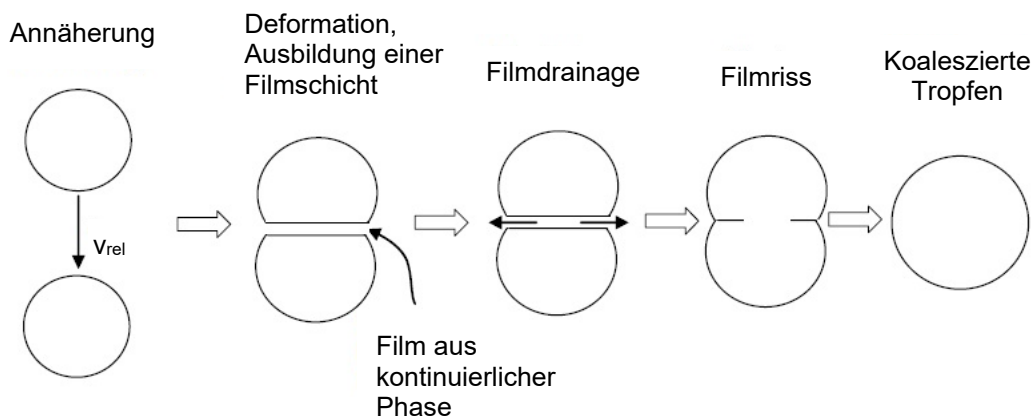 Annäherung
Deformation,
Ausbildung einer
Filmschicht
Filmdrainage
Filmriss
Koaleszierte
Tropfen
vrel
Film aus
kontinuierlicher
Phase